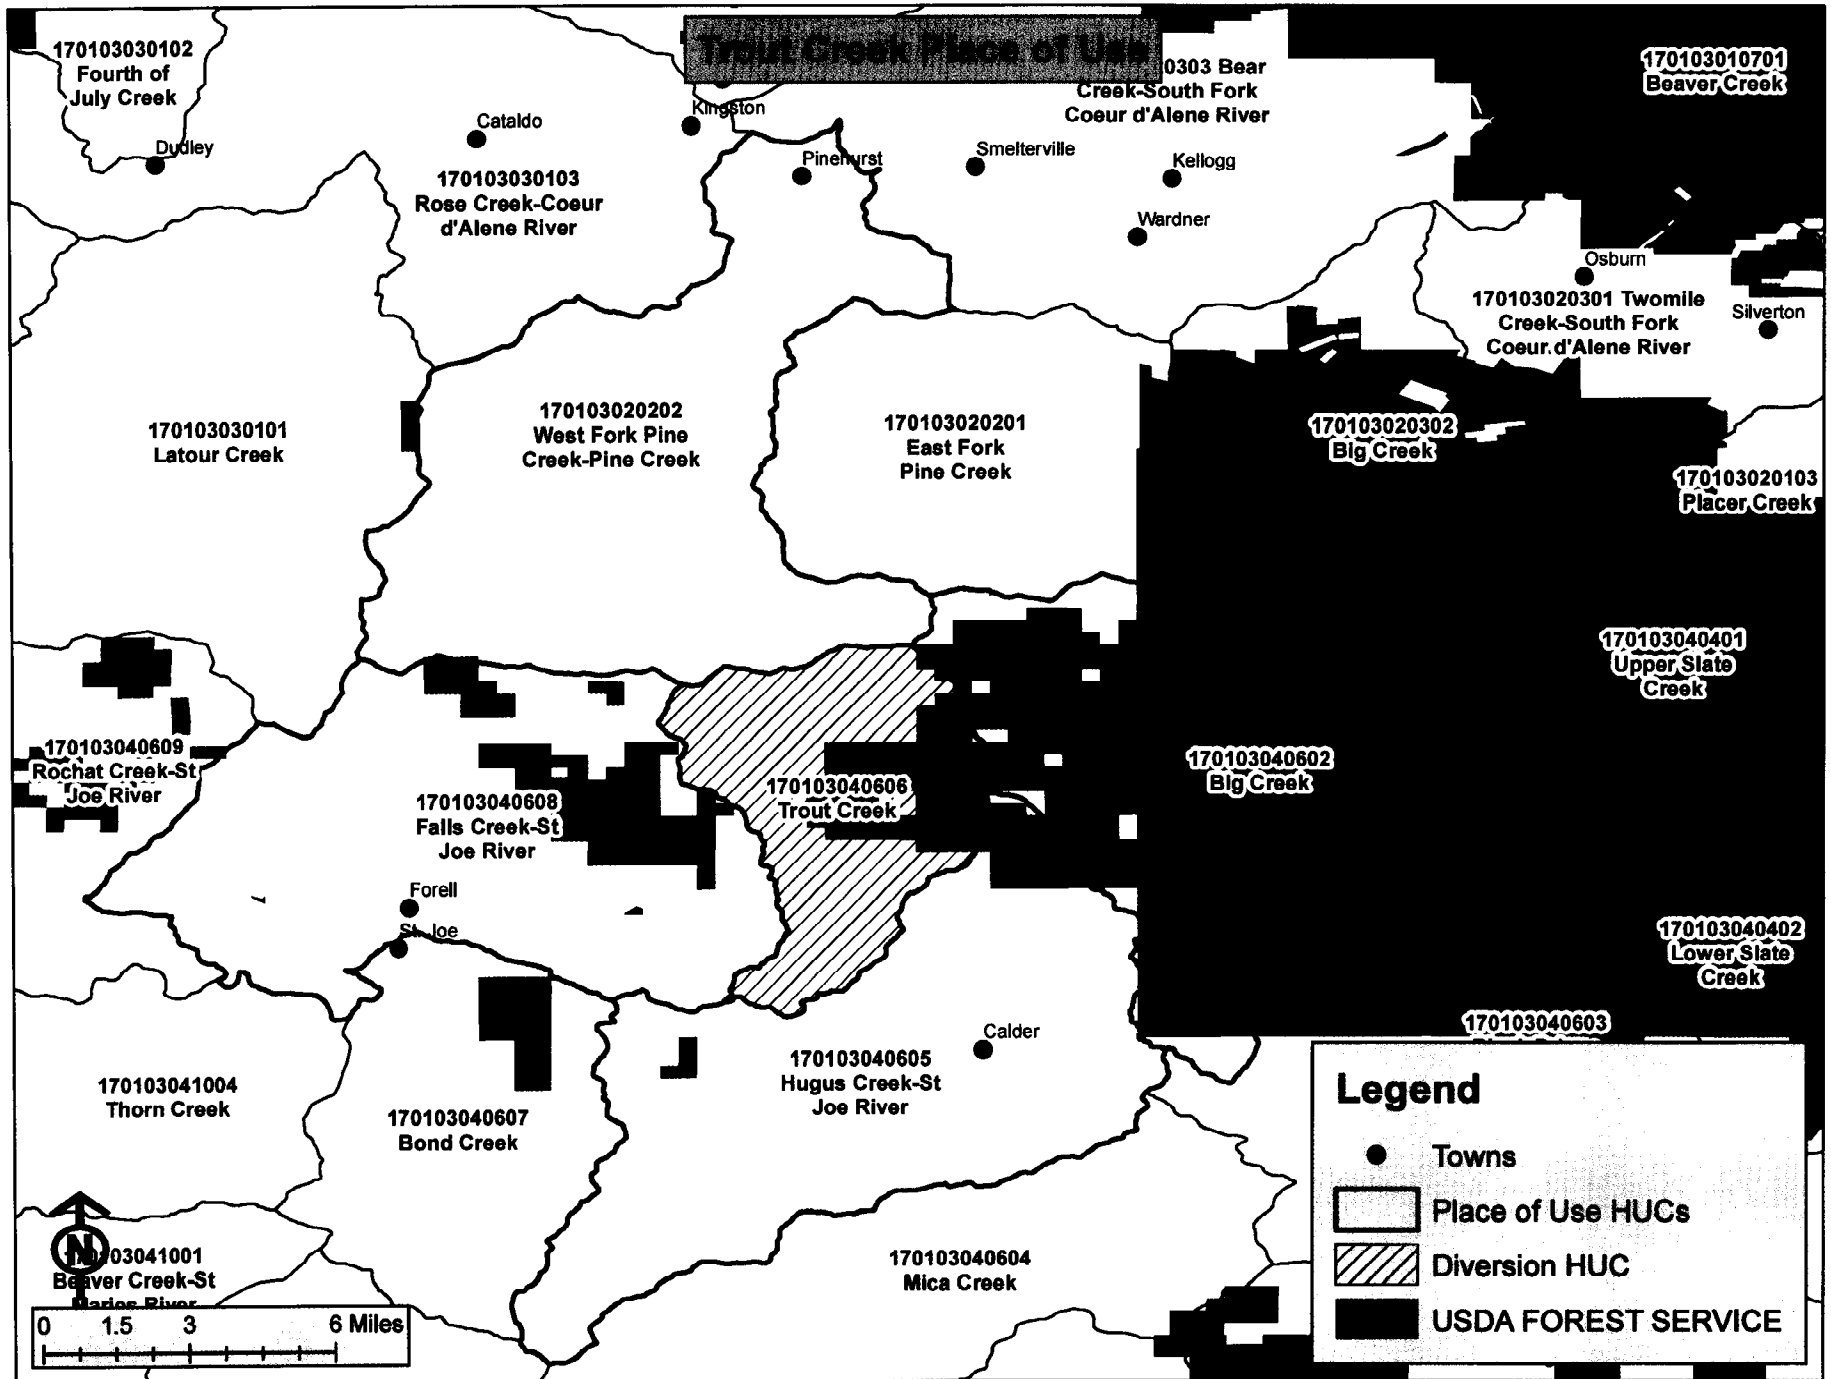 Trout Creek Place of Use
170103030102
Fourth of
July Creek
Dudley
Cataldo
Kingston
170103030103
Rose Creek-Coeur
d'Alene River
Pinehurst
0303 Bear
Creek-South Fork
Coeur d'Alene River
Smelterville
Kellogg
Wardner
170103010701
Beaver Creek
Osburn
170103020301 Twomile
Creek-South Fork
Coeur d'Alene River
Silverton
170103030101
Latour Creek
170103020202
West Fork Pine
Creek-Pine Creek
170103020201
East Fork
Pine Creek
170103020302
Big Creek
170103020103
Placer Creek
170103040401
Upper Slate
Creek
170103040609
Rochat Creek-St
Joe River
170103040608
Falls Creek-St
Joe River
170103040606
Trout Creek
170103040602
Big Creek
Forell
St. Joe
170103040402
Lower Slate
Creek
170103040603
Calder
170103040605
Hugus Creek-St
Joe River
170103041004
Thorn Creek
170103040607
Bond Creek
170103040604
Mica Creek
N
03041001
Beaver Creek-St
Maries River
0 1.5 3 6 Miles
Legend
Towns
Place of Use HUCs
Diversion HUC
USDA FOREST SERVICE